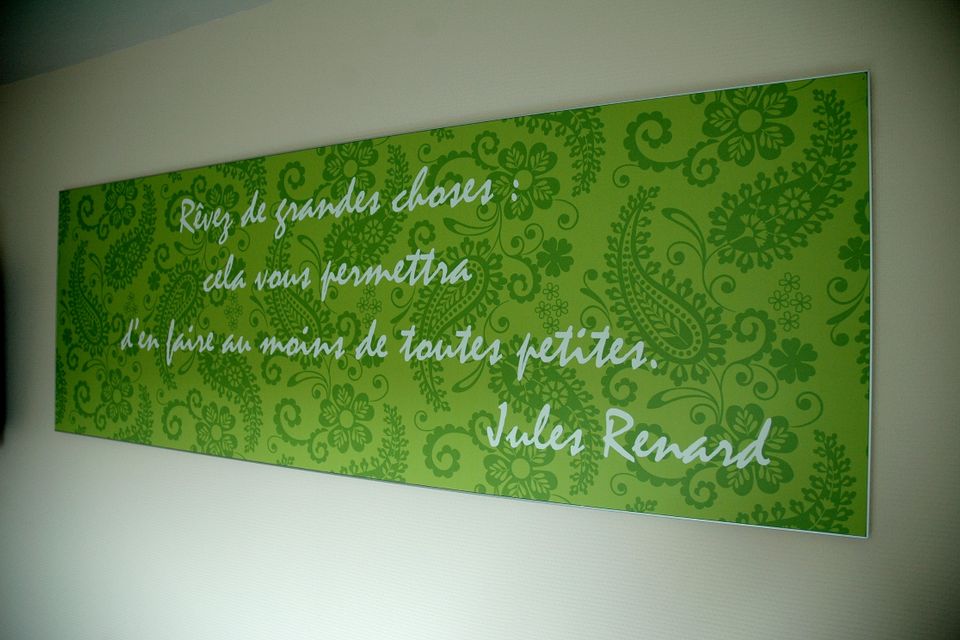 Rêvez de grandes choses :
cela vous permettra
d'en faire au moins de toutes petites.
Jules Renard